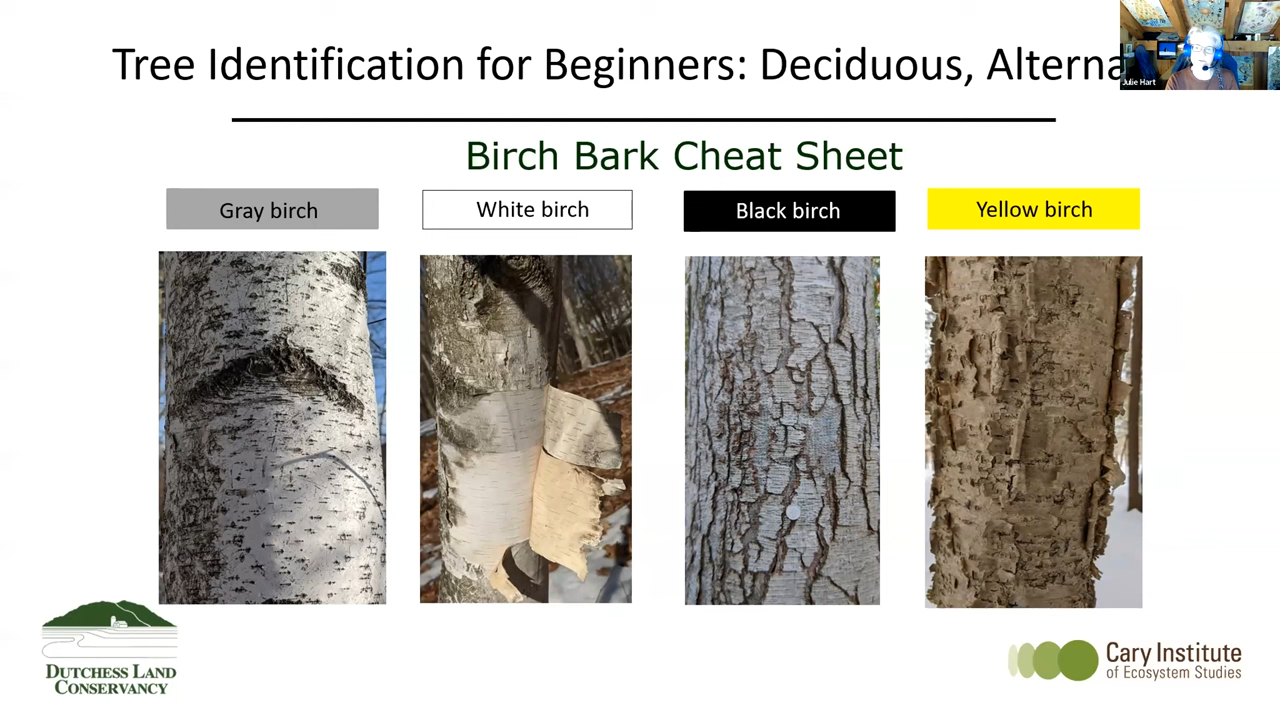 Tree Identification for Beginners: Deciduous, Alterna
Julie Hart
Birch Bark Cheat Sheet
Gray birch
White birch
Black birch
Yellow birch
DUTCHESS LAND
CONSERVANCY
Cary Institute
of Ecosystem Studies